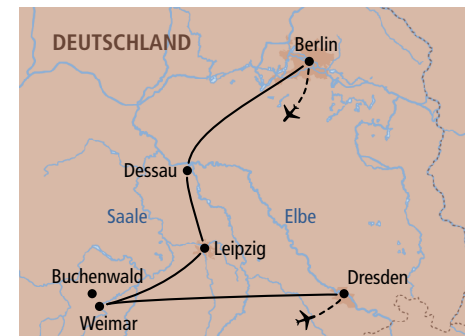 DEUTSCHLAND
Berlin
Dessau
Saale
Elbe
Leipzig
Buchenwald
Dresden
Weimar